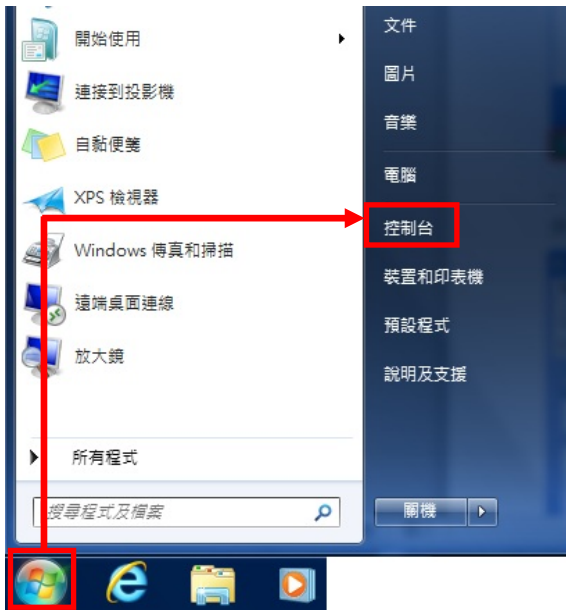 開始使用
連接到投影機
自黏便箋
XPS 檢視器
Windows 傳真和掃描
遠端桌面連線
放大鏡
所有程式
搜尋程式及檔案
文件
圖片
音樂
電腦
控制台
裝置和印表機
預設程式
說明及支援
關機